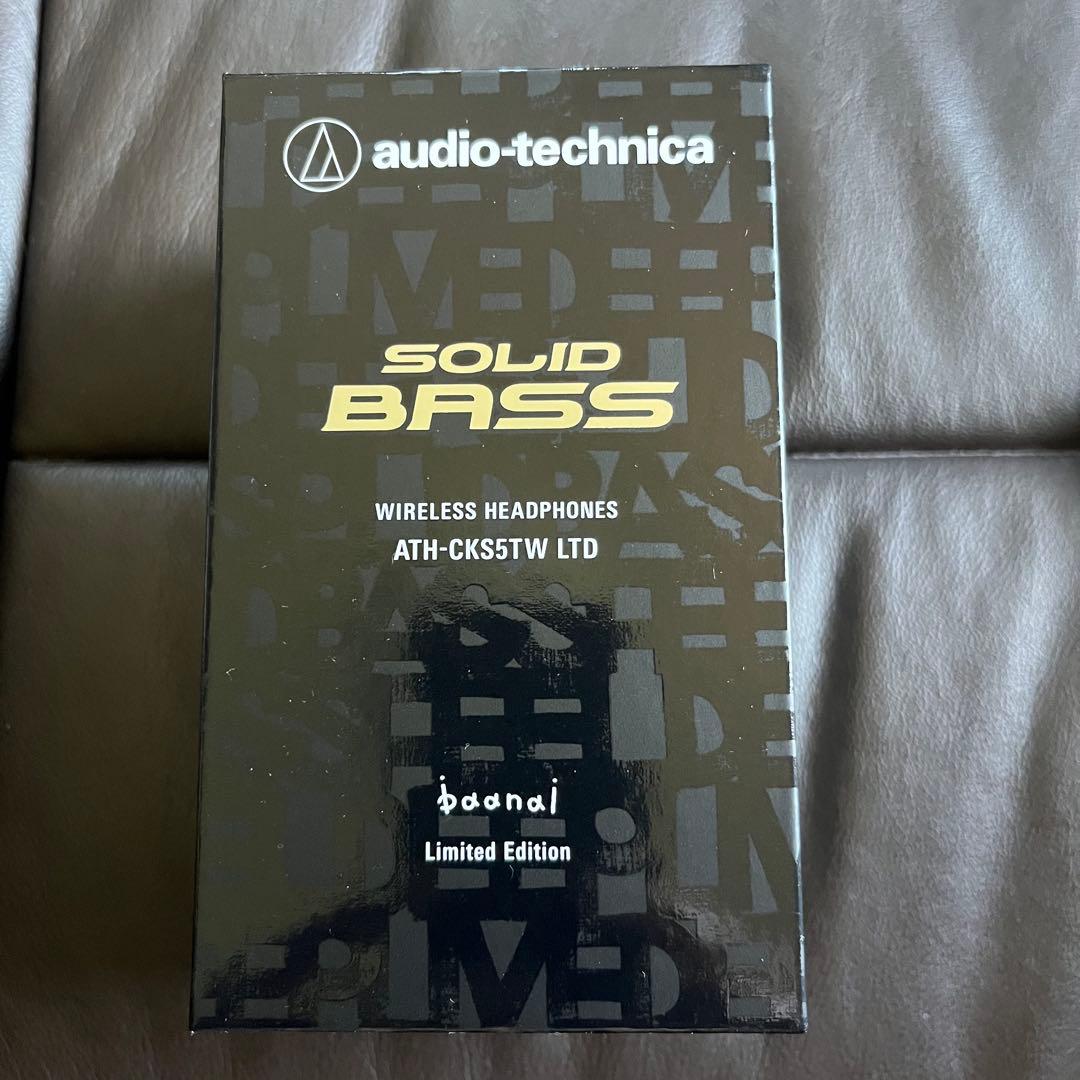 audio-technica
SOLID
BASS
WIRELESS HEADPHONES
ATH-CKS5TW LTD
baanai
Limited Edition